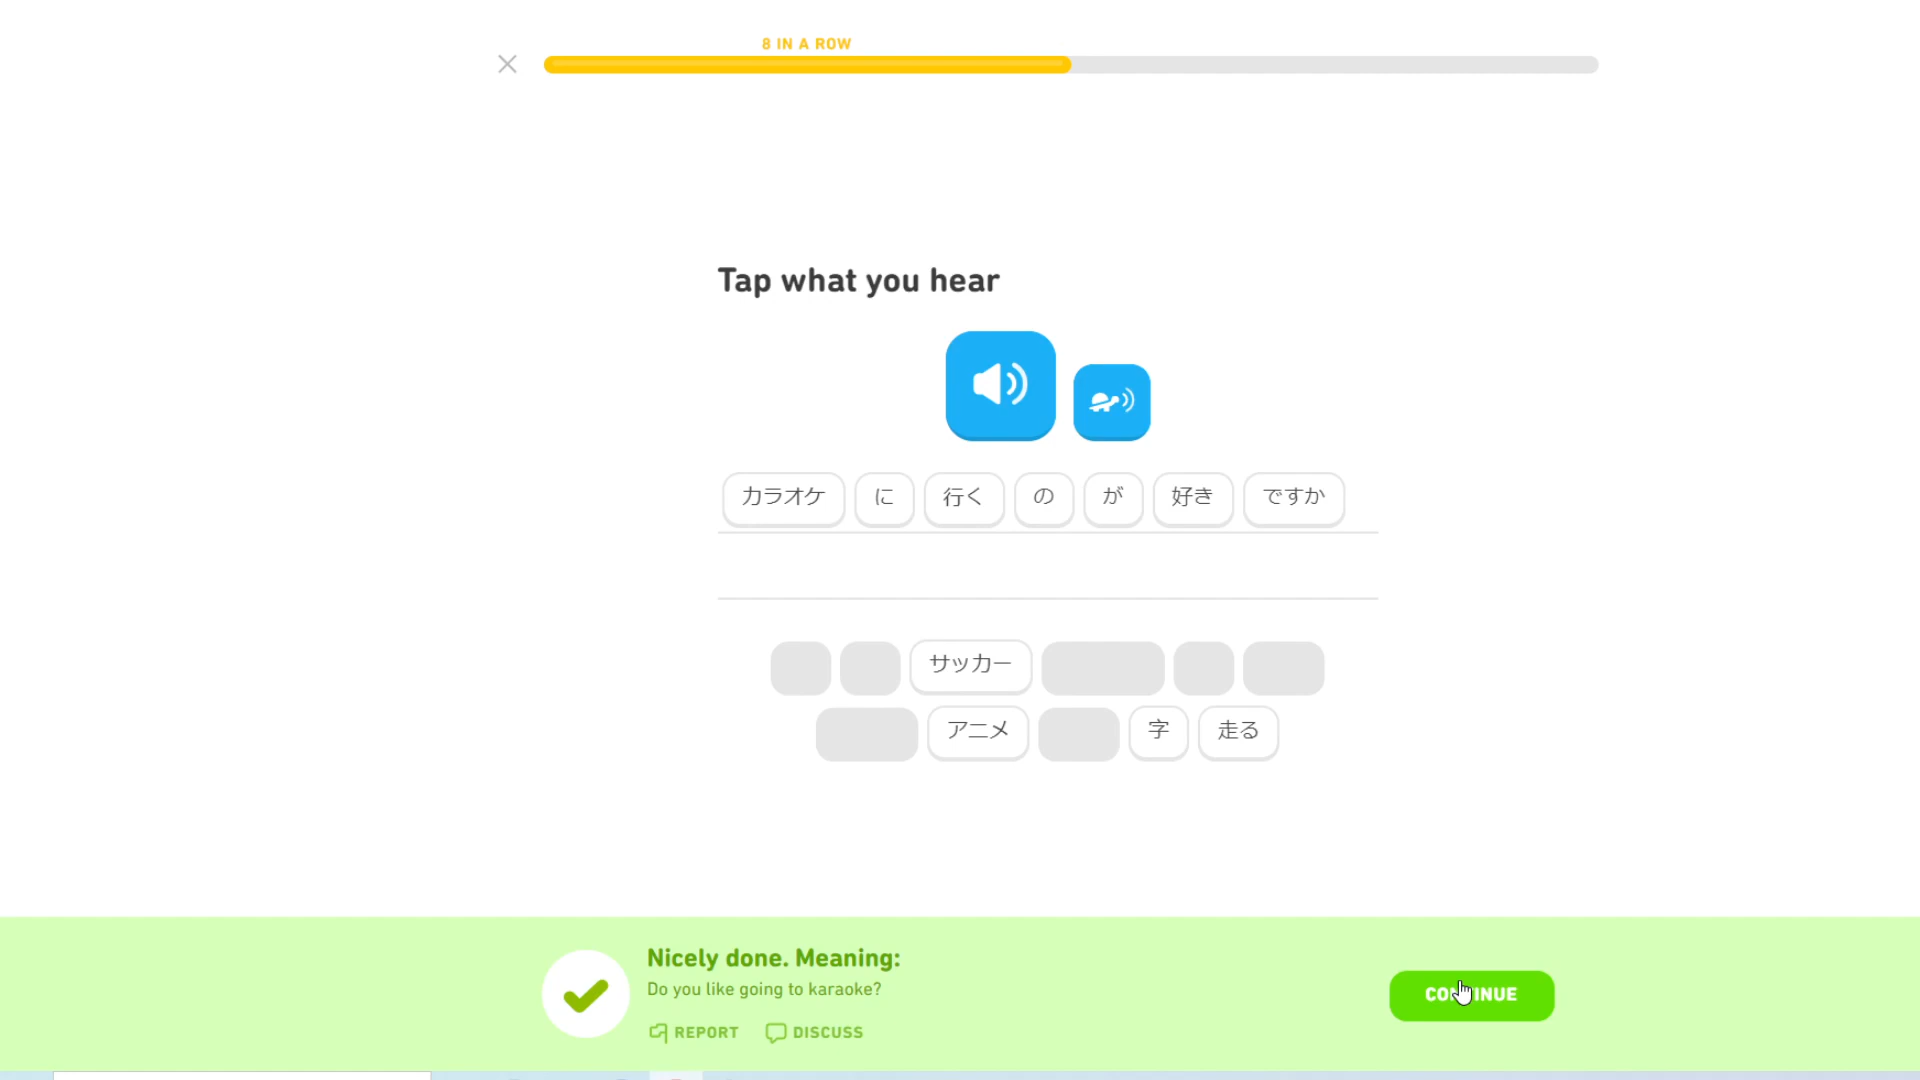 8 IN A ROW
Tap what you hear
カラオケ に 行く の が 好き ですか
サッカー
アニメ 字 走る
Nicely done. Meaning:
Do you like going to karaoke?
CONTINUE
REPORT DISCUSS